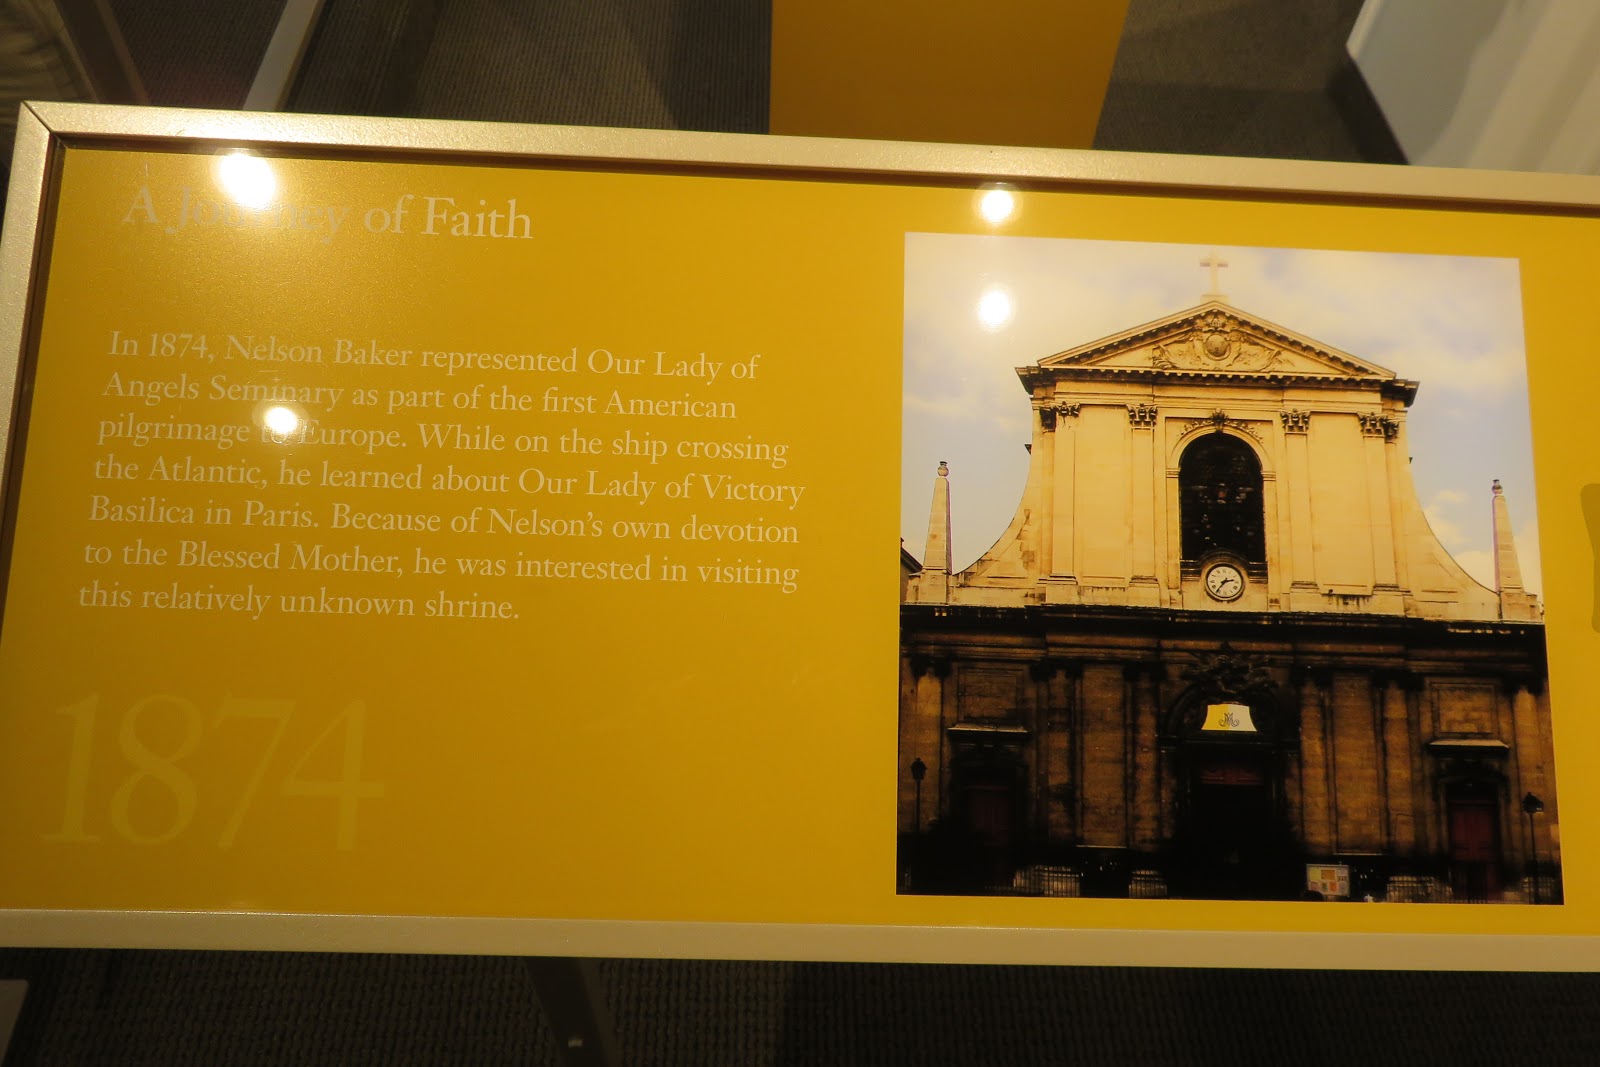 A Journey of Faith
In 1874, Nelson Baker represented Our Lady of
Angels Seminary as part of the first American
pilgrimage to Europe. While on the ship crossing
the Atlantic, he learned about Our Lady of Victory
Basilica in Paris. Because of Nelson's own devotion
to the Blessed Mother, he was interested in visiting
this relatively unknown shrine.
1874